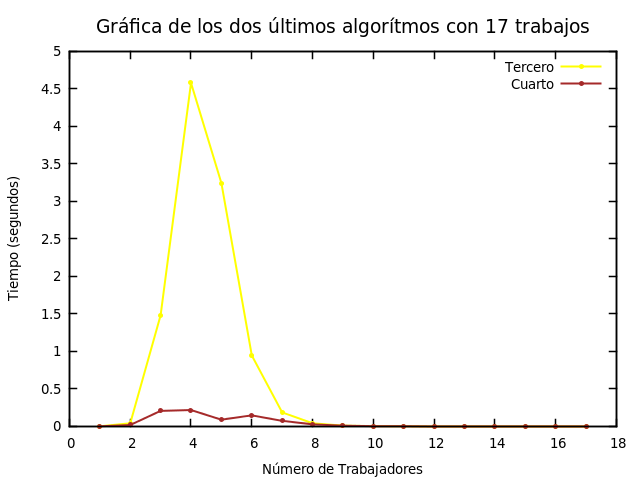 Gráfica de los dos últimos algorítmos con 17 trabajos
5
4.5
4
3.5
3
2.5
2
1.5
1
0.5
0
Tiempo (segundos)
Tercero
Cuarto
0 2 4 6 8 10 12 14 16 18
Número de Trabajadores